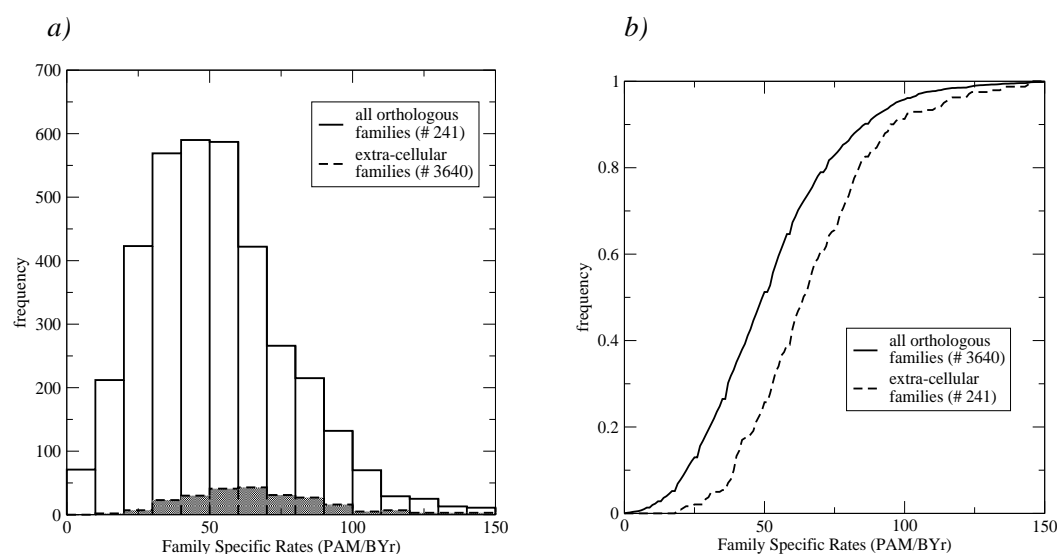 a)
700
600
500
400
300
200
100
0
0
50
100
150
frequency
Family Specific Rates (PAM/BYr)
all orthologous
families (# 241)
extra-cellular
families (# 3640)
b)
1
0.8
0.6
0.4
0.2
0
0
50
100
150
frequency
Family Specific Rates (PAM/BYr)
all orthologous
families (# 3640)
extra-cellular
families (# 241)